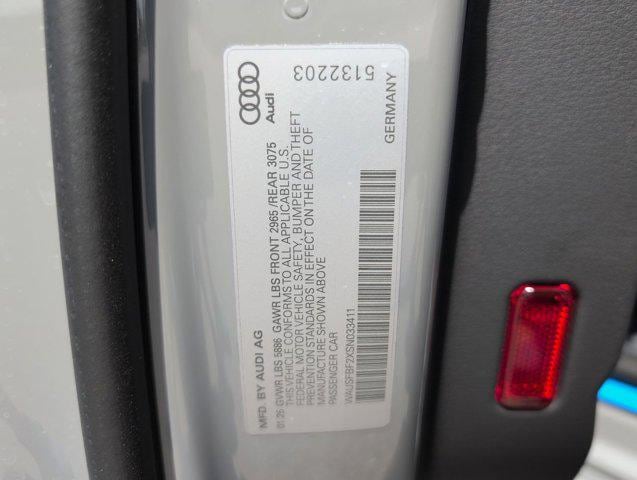 Audi
5132203
MFD. BY AUDI AG
01/25 GVWR LBS 5886 GAWR LBS FRONT 2965 /REAR 3075
THIS VEHICLE CONFORMS TO ALL APPLICABLE U.S.
FEDERAL MOTOR VEHICLE SAFETY, BUMPER AND THEFT
PREVENTION STANDARDS IN EFFECT ON THE DATE OF
MANUFACTURE SHOWN ABOVE
PASSENGER CAR
WAUSFBF2XSN033411
GERMANY